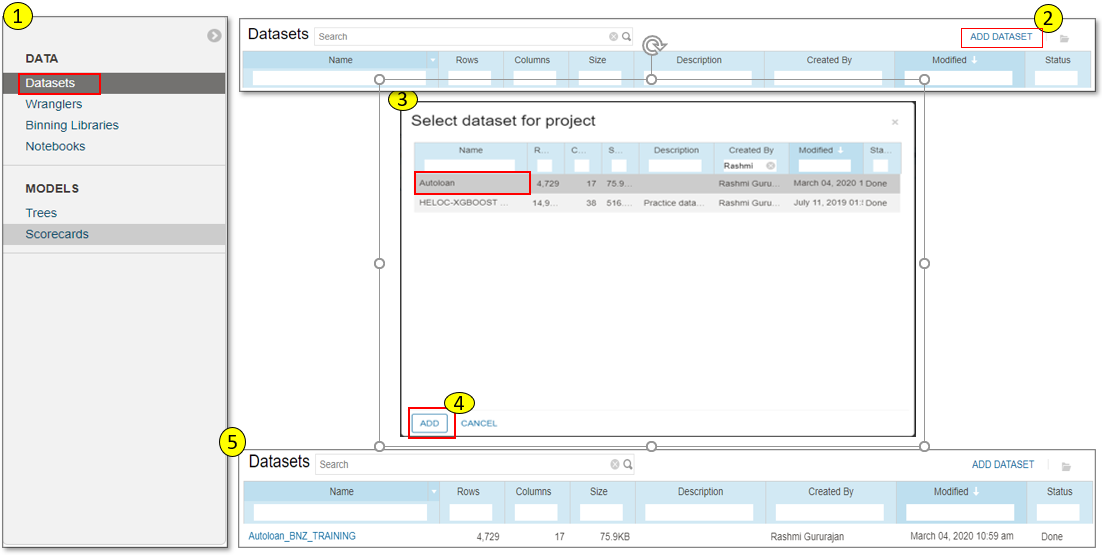 1
DATA
Datasets
Wranglers
Binning Libraries
Notebooks
MODELS
Trees
Scorecards
2
Datasets Search ADD DATASET
Name Rows Columns Size Description Created By Modified Status
3
Select dataset for project ×
Name R... C... S... Description Created By Modified Sta...
Rashmi
Autoloan 4,729 17 75.9... Rashmi Guru... March 04, 2020 1 Done
HELOC-XGBOOST ... 14,9... 38 516.... Practice data... Rashmi Guru... July 11, 2019 01: Done
4
ADD CANCEL
5
Datasets Search ADD DATASET
Name Rows Columns Size Description Created By Modified Status
Autoloan_BNZ_TRAINING 4,729 17 75.9KB Rashmi Gururajan March 04, 2020 10:59 am Done